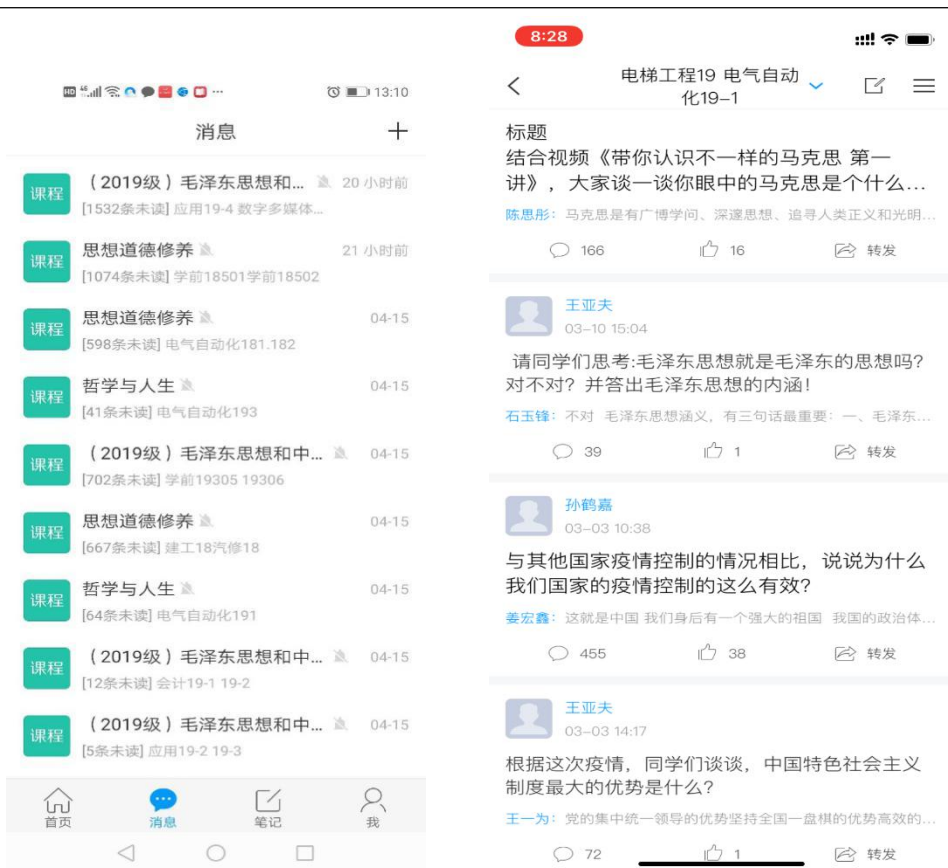 13:10
消息
课程
（2019级）毛泽东思想和... 20 小时前
[1532条未读] 应用19-4 数字多媒体...
课程
思想道德修养 21 小时前
[1074条未读] 学前18501学前18502
课程
思想道德修养 04-15
[598条未读] 电气自动化181.182
课程
哲学与人生 04-15
[41条未读] 电气自动化193
课程
（2019级）毛泽东思想和中... 04-15
[702条未读] 学前19305 19306
课程
思想道德修养 04-15
[667条未读] 建工18汽修18
课程
哲学与人生 04-15
[64条未读] 电气自动化191
课程
（2019级）毛泽东思想和中... 04-15
[12条未读] 会计19-1 19-2
课程
（2019级）毛泽东思想和中... 04-15
[5条未读] 应用19-2 19-3
首页 消息 笔记 我
8:28
电梯工程19 电气自动
化19-1
标题
结合视频《带你认识不一样的马克思 第一
讲》，大家谈一谈你眼中的马克思是个什么...
陈思彤：马克思是有广博学问、深邃思想、追寻人类正义和光明...
166 16 转发
王亚夫
03-10 15:04
请同学们思考:毛泽东思想就是毛泽东的思想吗?
对不对？并答出毛泽东思想的内涵！
石玉锋：不对 毛泽东思想涵义，有三句话最重要：一、毛泽东...
39 1 转发
孙鹤嘉
03-03 10:38
与其他国家疫情控制的情况相比，说说为什么
我们国家的疫情控制的这么有效?
姜宏鑫：这就是中国 我们身后有一个强大的祖国 我国的政治体...
455 38 转发
王亚夫
03-03 14:17
根据这次疫情，同学们谈谈，中国特色社会主义
制度最大的优势是什么？
王一为：党的集中统一领导的优势坚持全国一盘棋的优势高效的...
72 1 转发